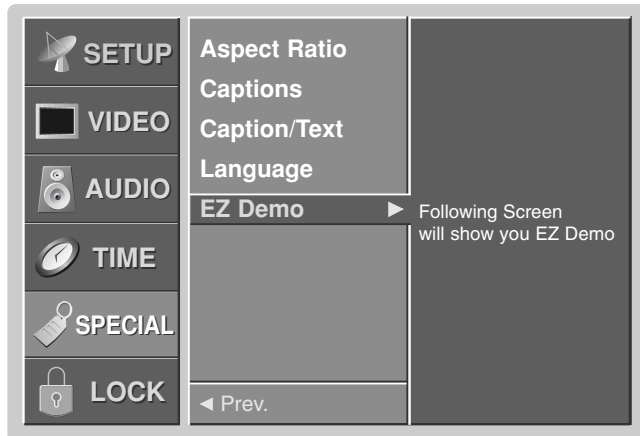 SETUP
VIDEO
AUDIO
TIME
SPECIAL
LOCK
Aspect Ratio
Captions
Caption/Text
Language
EZ Demo ►
◄ Prev.
Following Screen
will show you EZ Demo